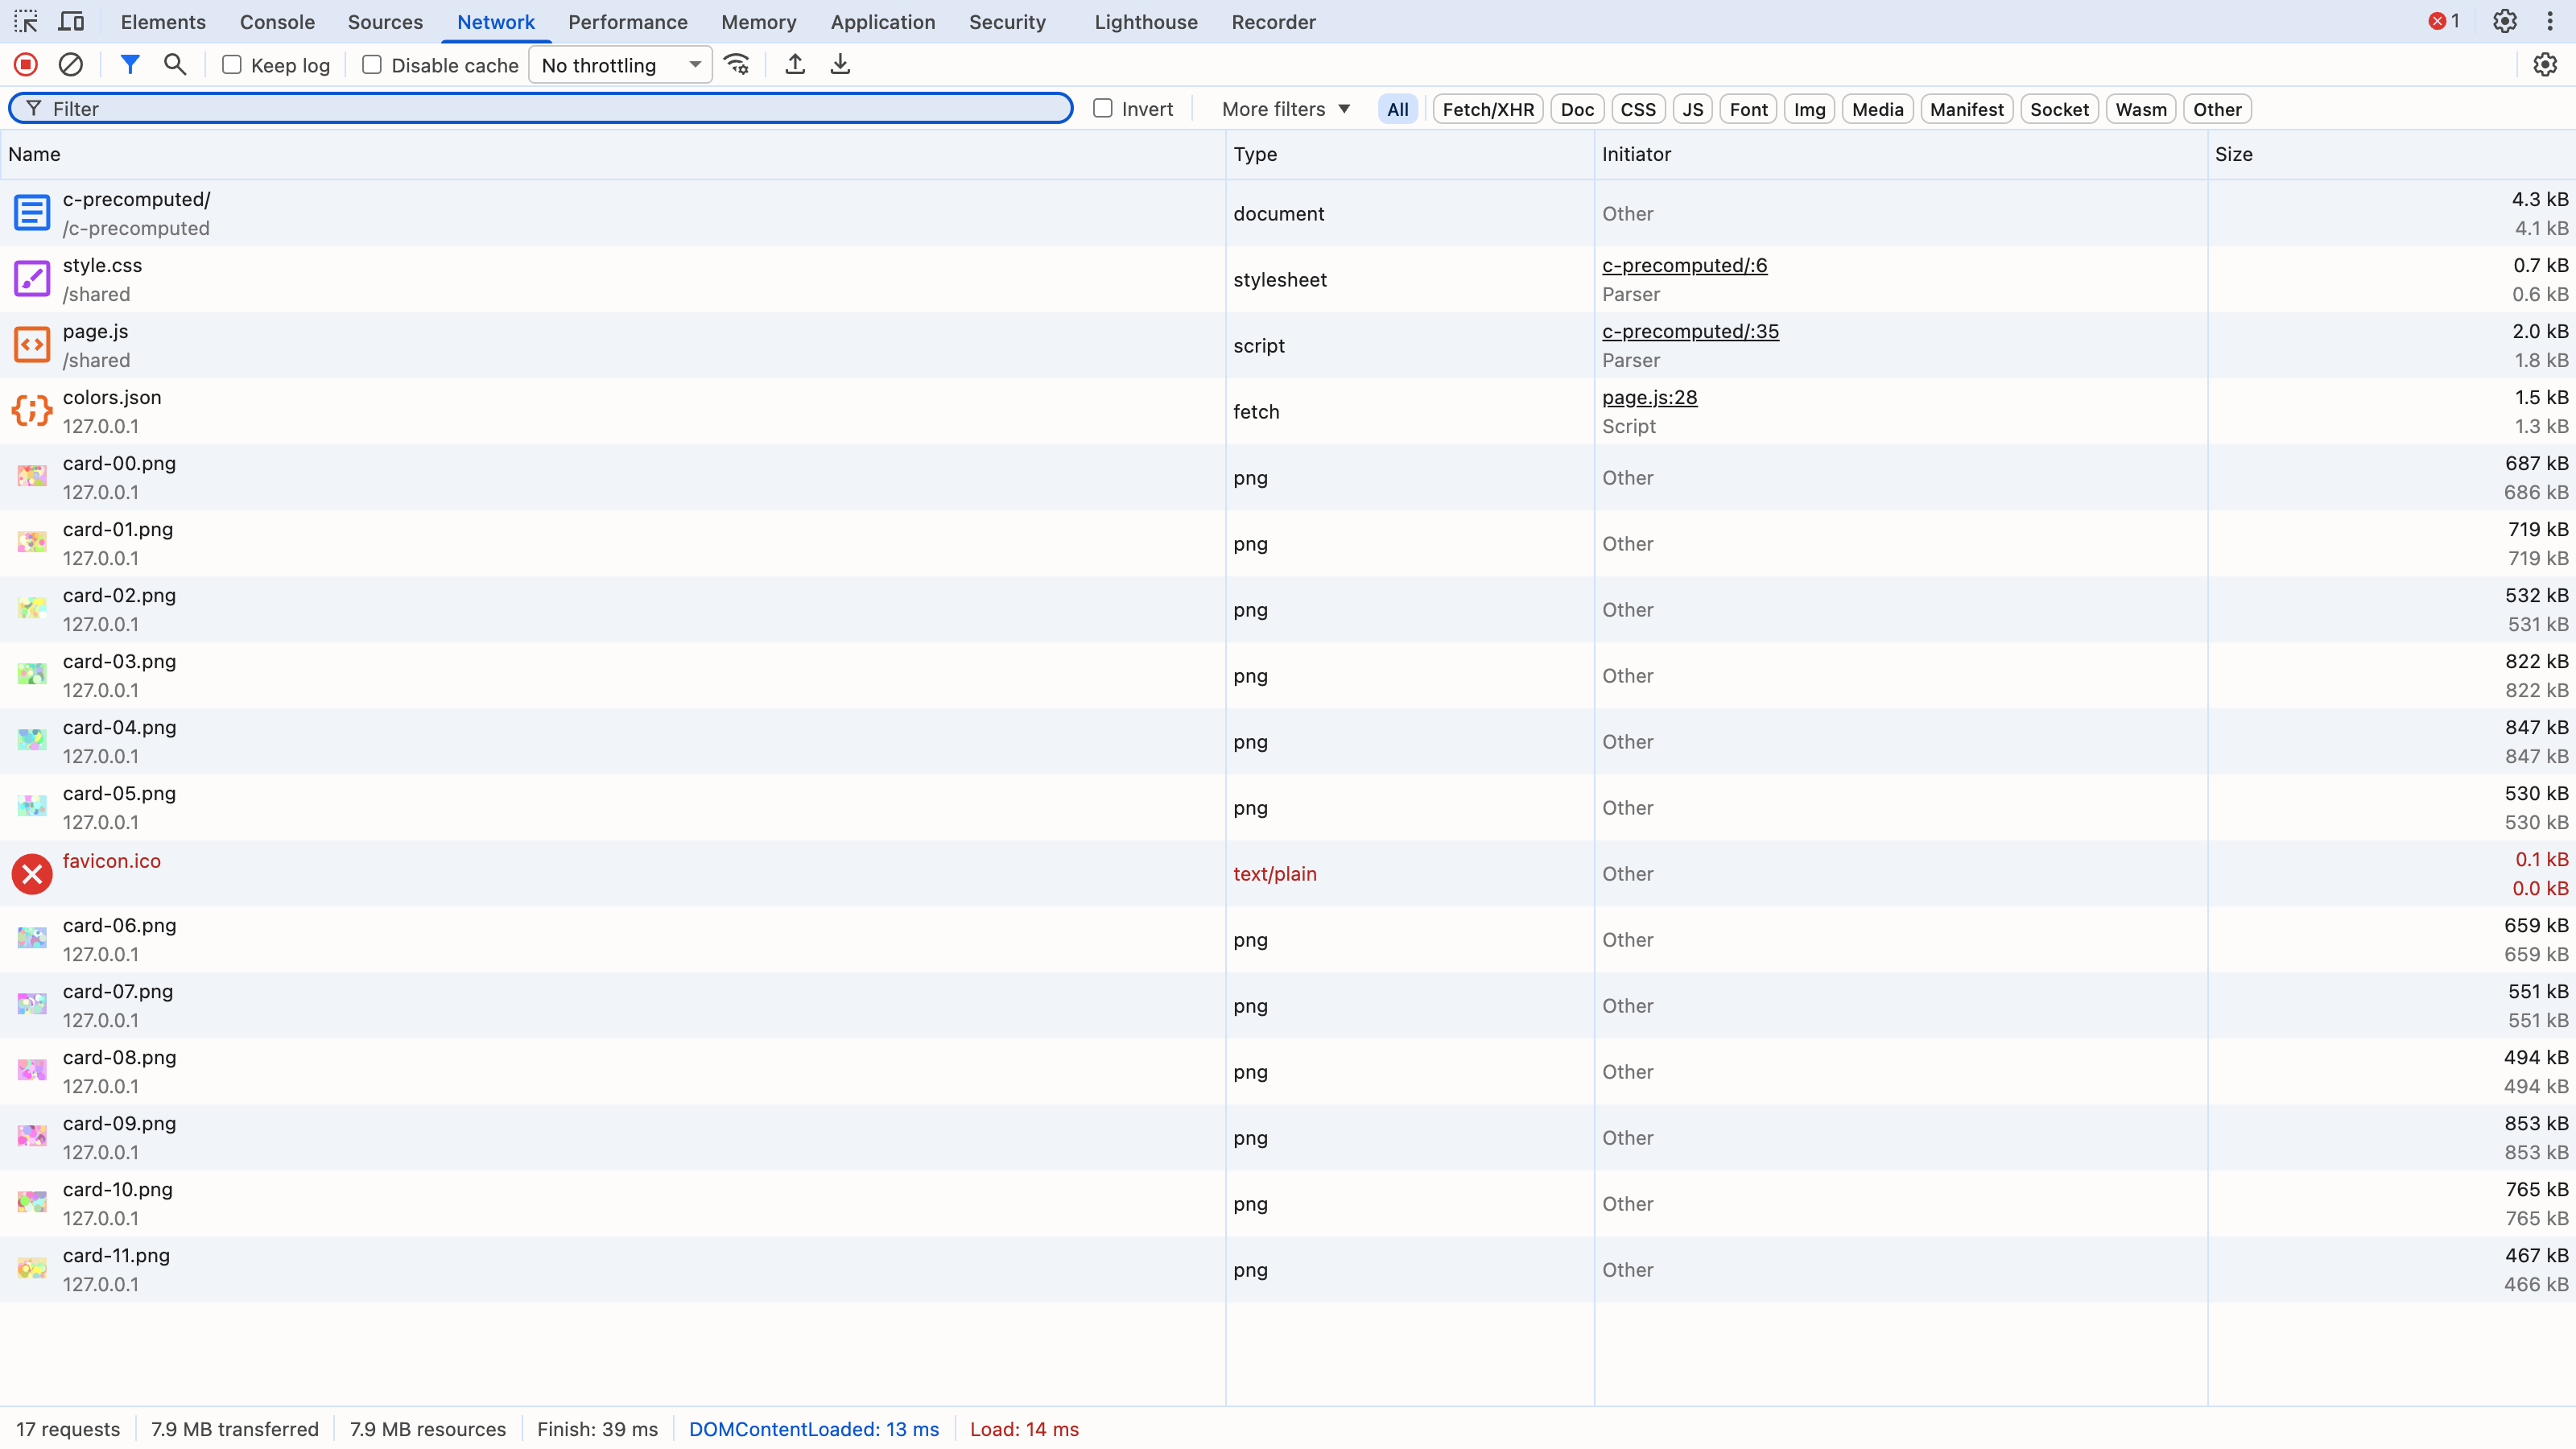 Elements Console Sources Network Performance Memory Application Security Lighthouse Recorder 1
Keep log Disable cache No throttling
Filter Invert More filters All Fetch/XHR Doc CSS JS Font Img Media Manifest Socket Wasm Other
Name Type Initiator Size
c-precomputed/ document Other 4.3 kB
/c-precomputed 4.1 kB
style.css stylesheet c-precomputed/:6 0.7 kB
/shared Parser 0.6 kB
page.js script c-precomputed/:35 2.0 kB
/shared Parser 1.8 kB
colors.json fetch page.js:28 1.5 kB
127.0.0.1 Script 1.3 kB
card-00.png png Other 687 kB
127.0.0.1 686 kB
card-01.png png Other 719 kB
127.0.0.1 719 kB
card-02.png png Other 532 kB
127.0.0.1 531 kB
card-03.png png Other 822 kB
127.0.0.1 822 kB
card-04.png png Other 847 kB
127.0.0.1 847 kB
card-05.png png Other 530 kB
127.0.0.1 530 kB
favicon.ico text/plain Other 0.1 kB
0.0 kB
card-06.png png Other 659 kB
127.0.0.1 659 kB
card-07.png png Other 551 kB
127.0.0.1 551 kB
card-08.png png Other 494 kB
127.0.0.1 494 kB
card-09.png png Other 853 kB
127.0.0.1 853 kB
card-10.png png Other 765 kB
127.0.0.1 765 kB
card-11.png png Other 467 kB
127.0.0.1 466 kB
17 requests 7.9 MB transferred 7.9 MB resources Finish: 39 ms DOMContentLoaded: 13 ms Load: 14 ms